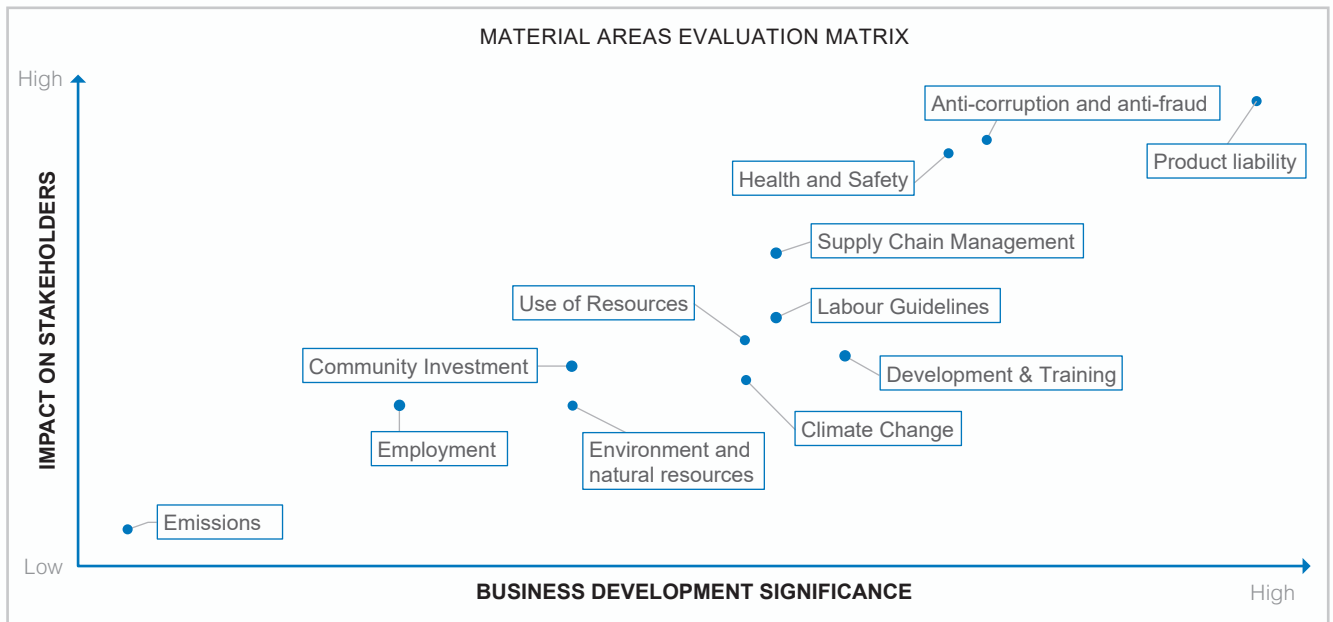 MATERIAL AREAS EVALUATION MATRIX
High
Anti-corruption and anti-fraud
Product liability
Health and Safety
Supply Chain Management
Use of Resources
Labour Guidelines
Community Investment
Development & Training
Climate Change
Employment
Environment and
natural resources
Emissions
IMPACT ON STAKEHOLDERS
Low
BUSINESS DEVELOPMENT SIGNIFICANCE
High